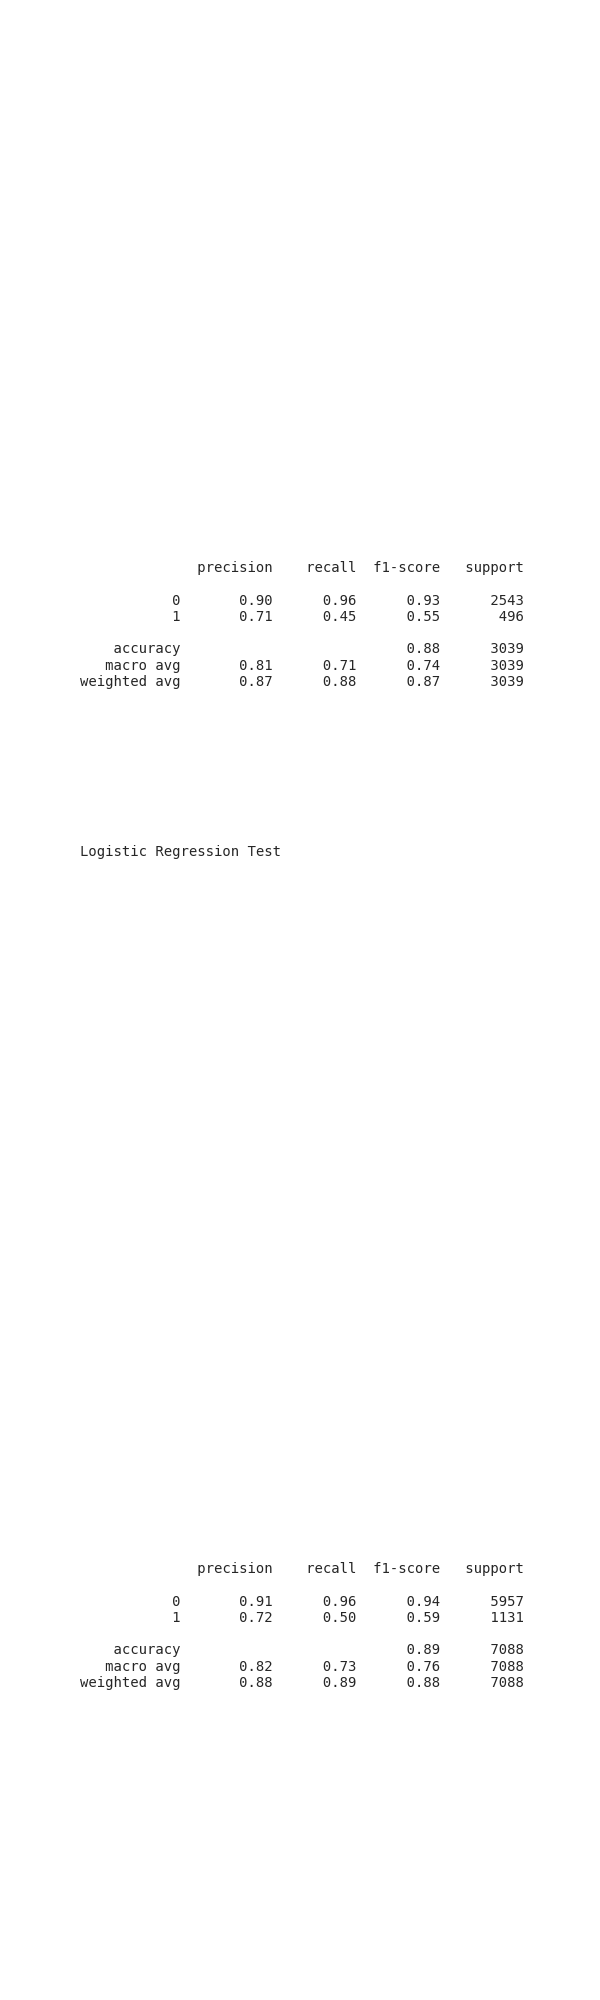 precision recall f1-score support
0 0.90 0.96 0.93 2543
1 0.71 0.45 0.55 496
accuracy 0.88 3039
macro avg 0.81 0.71 0.74 3039
weighted avg 0.87 0.88 0.87 3039
Logistic Regression Test
precision recall f1-score support
0 0.91 0.96 0.94 5957
1 0.72 0.50 0.59 1131
accuracy 0.89 7088
macro avg 0.82 0.73 0.76 7088
weighted avg 0.88 0.89 0.88 7088